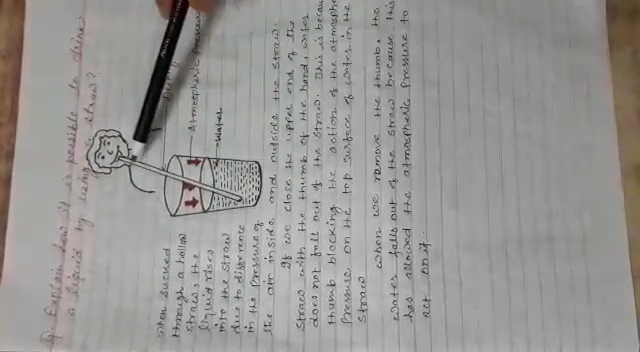 Q. Explain how it is possible to drink
a liquid by using a straw?
Atmospheric pressure
Water
When sucked
through a hollow
straw, the
liquid rises
into the straw
due to difference
in the pressure of
the air inside and outside the straw.
If we close the upper end of the
straw with the thumb of the hand, water
does not fall out of the straw. This is because
thumb blocking the action of the atmosphe
pressure on the top surface of water in the
straw
When we remove the thumb, the
water falls out of the straw because this
has allowed the atmospheric pressure to
act on it.